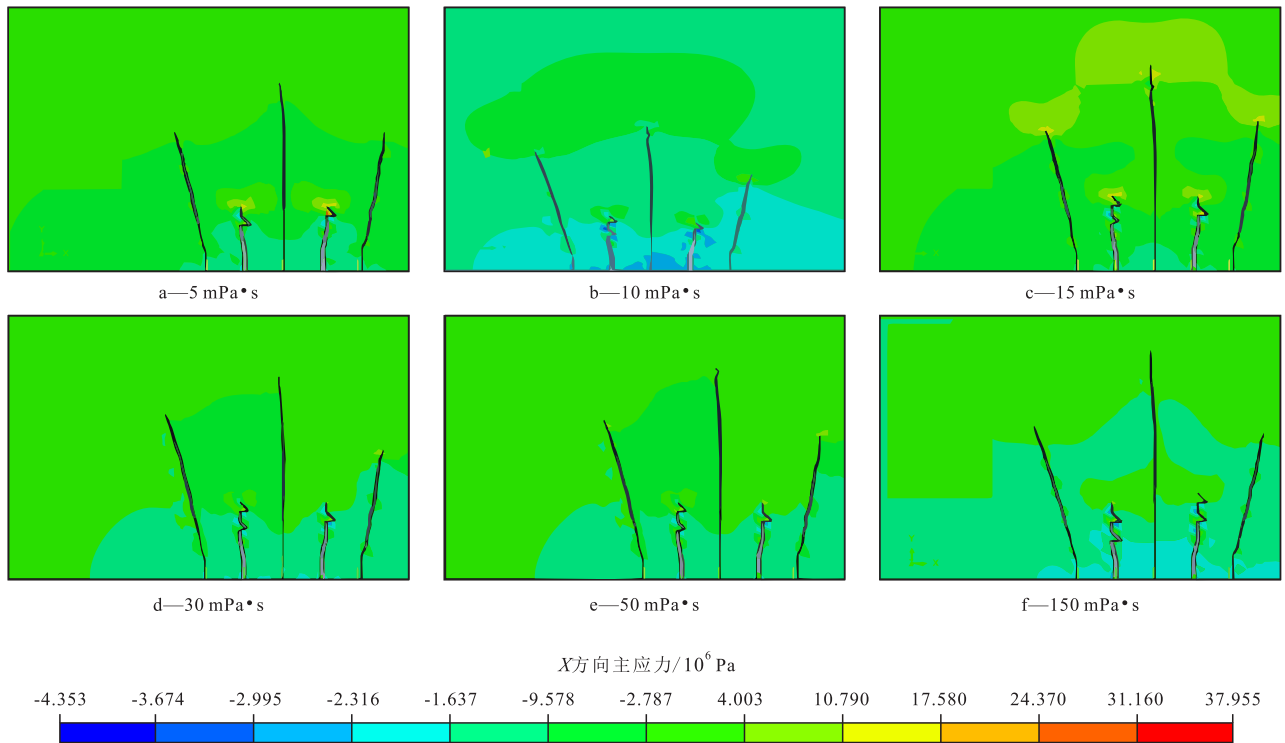 a—5 mPa•s
b—10 mPa•s
c—15 mPa•s
d—30 mPa•s
e—50 mPa•s
f—150 mPa•s
X方向主应力/10⁶ Pa
-4.353 -3.674 -2.995 -2.316 -1.637 -9.578 -2.787 4.003 10.790 17.580 24.370 31.160 37.955